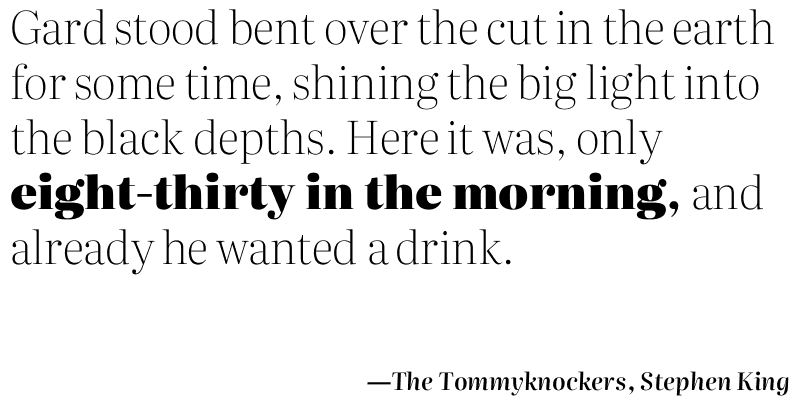 Gard stood bent over the cut in the earth
for some time, shining the big light into
the black depths. Here it was, only
eight-thirty in the morning, and
already he wanted a drink.
—The Tommyknockers, Stephen King